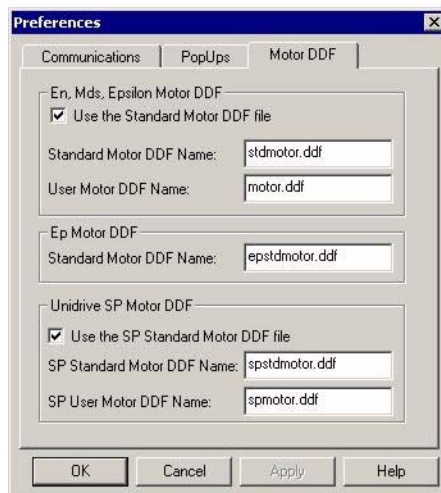 Preferences
Communications PopUps Motor DDF
En, Mds, Epsilon Motor DDF
Use the Standard Motor DDF file
Standard Motor DDF Name: stdmotor.ddf
User Motor DDF Name: motor.ddf
Ep Motor DDF
Standard Motor DDF Name: epstdmotor.ddf
Unidrive SP Motor DDF
Use the SP Standard Motor DDF file
SP Standard Motor DDF Name: spstdmotor.ddf
SP User Motor DDF Name: spmotor.ddf
OK Cancel Apply Help